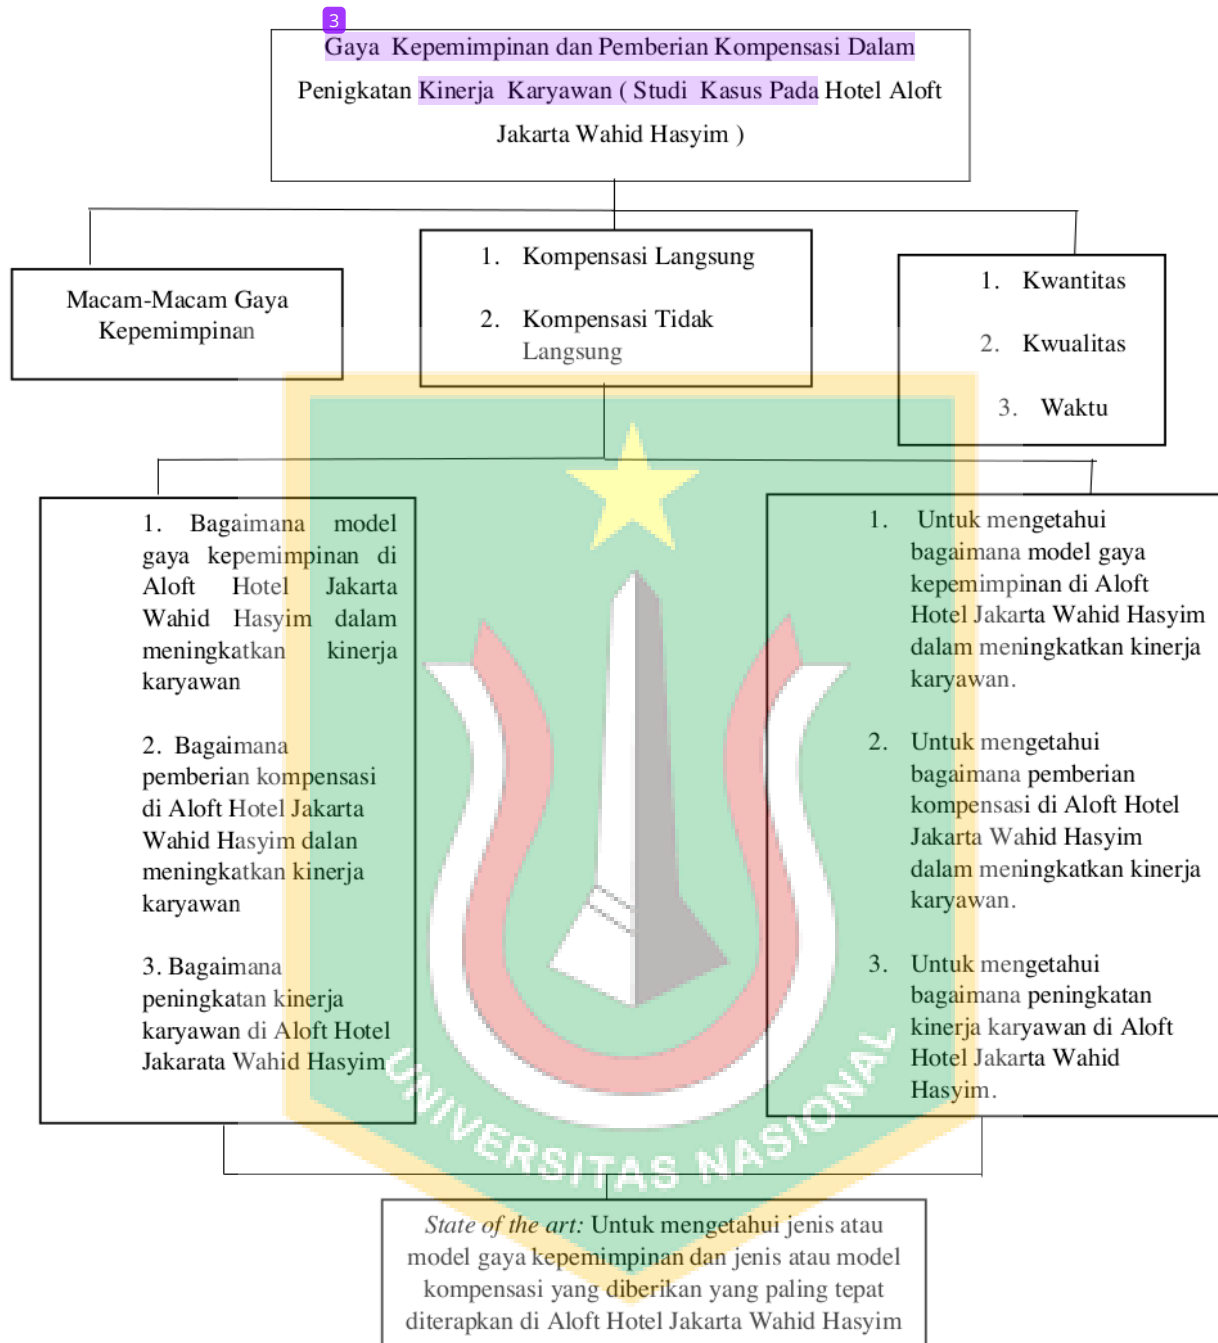 3
Gaya Kepemimpinan dan Pemberian Kompensasi Dalam
Penigkatan Kinerja Karyawan ( Studi Kasus Pada Hotel Aloft
Jakarta Wahid Hasyim )
Macam-Macam Gaya
Kepemimpinan
1. Kompensasi Langsung
2. Kompensasi Tidak
Langsung
1. Kwantitas
2. Kwualitas
3. Waktu
1. Bagaimana model
gaya kepemimpinan di
Aloft Hotel Jakarta
Wahid Hasyim dalam
meningkatkan kinerja
karyawan
2. Bagaimana
pemberian kompensasi
di Aloft Hotel Jakarta
Wahid Hasyim dalan
meningkatkan kinerja
karyawan
3. Bagaimana
peningkatan kinerja
karyawan di Aloft Hotel
Jakarata Wahid Hasyim
1. Untuk mengetahui
bagaimana model gaya
kepemimpinan di Aloft
Hotel Jakarta Wahid Hasyim
dalam meningkatkan kinerja
karyawan.
2. Untuk mengetahui
bagaimana pemberian
kompensasi di Aloft Hotel
Jakarta Wahid Hasyim
dalam meningkatkan kinerja
karyawan.
3. Untuk mengetahui
bagaimana peningkatan
kinerja karyawan di Aloft
Hotel Jakarta Wahid
Hasyim.
UNIVERSITAS NASIONAL
State of the art: Untuk mengetahui jenis atau
model gaya kepemimpinan dan jenis atau model
kompensasi yang diberikan yang paling tepat
diterapkan di Aloft Hotel Jakarta Wahid Hasyim